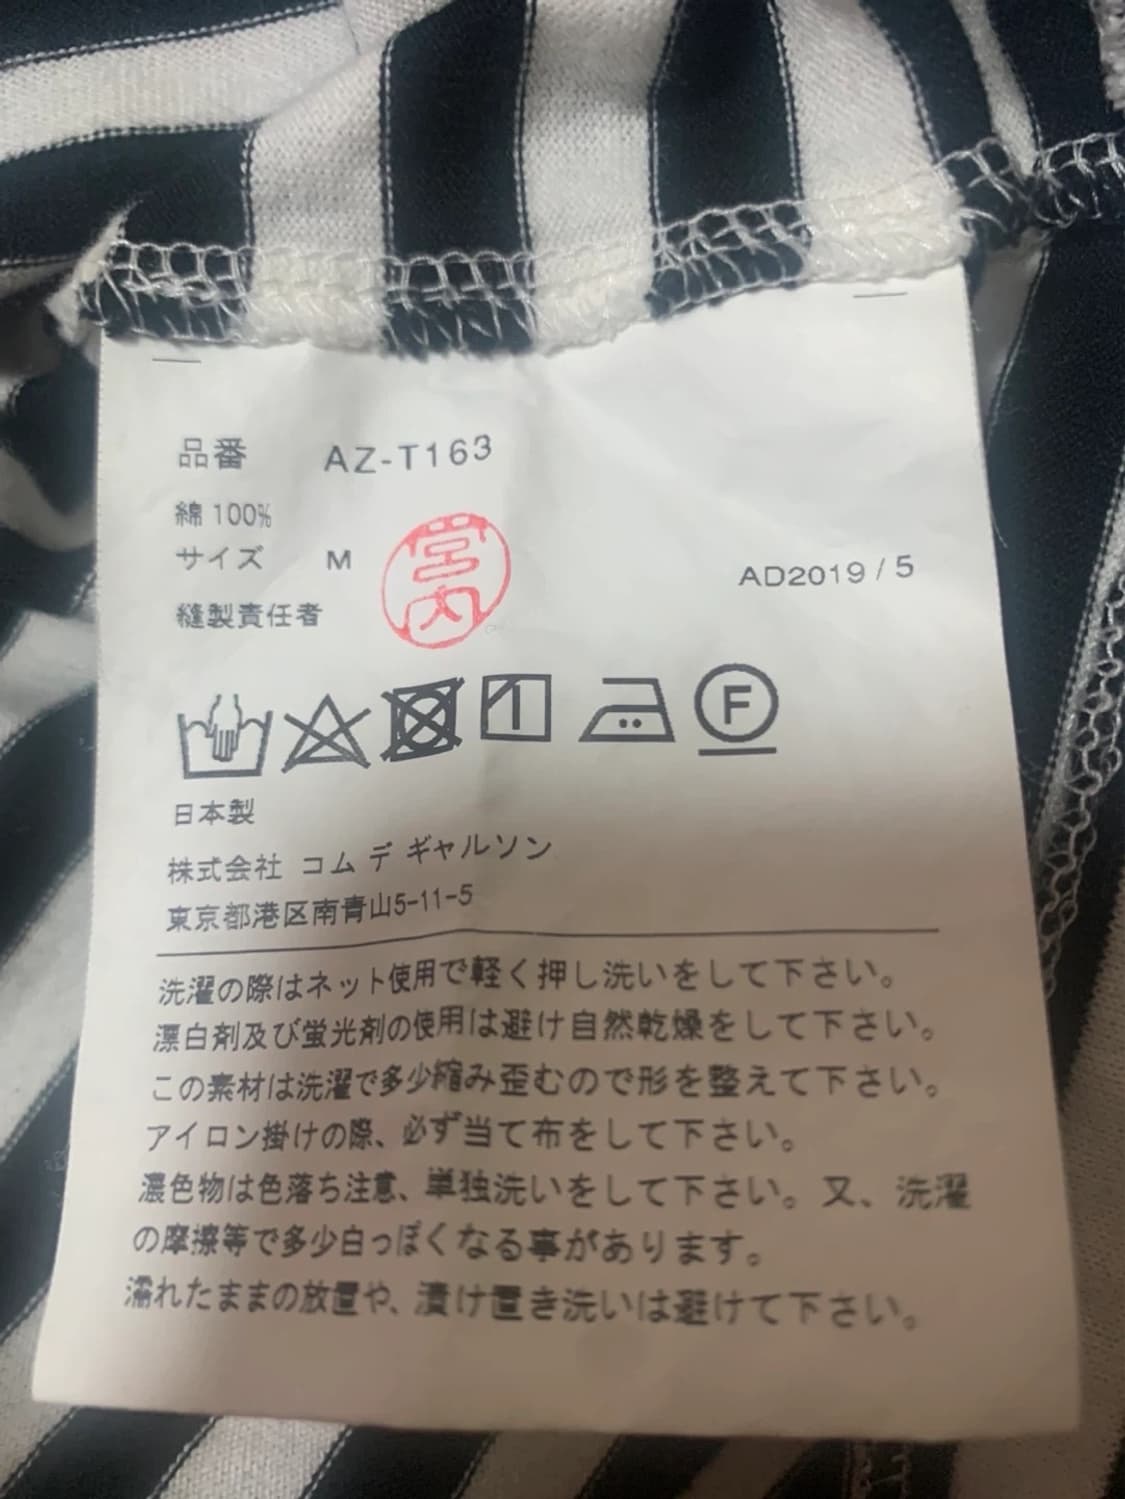 品番 AZ-T163
綿 100%
サイズ M
宮内
AD2019 / 5
縫製責任者
F
日本製
株式会社 コム デ ギャルソン
東京都港区南青山5-11-5
洗濯の際はネット使用で軽く押し洗いをして下さい。
漂白剤及び蛍光剤の使用は避け自然乾燥をして下さい。
この素材は洗濯で多少縮み歪むので形を整えて下さい。
アイロン掛けの際、必ず当て布をして下さい。
濃色物は色落ち注意、単独洗いをして下さい。又、洗濯
の摩擦等で多少白っぽくなる事があります。
濡れたままの放置や、漬け置き洗いは避けて下さい。